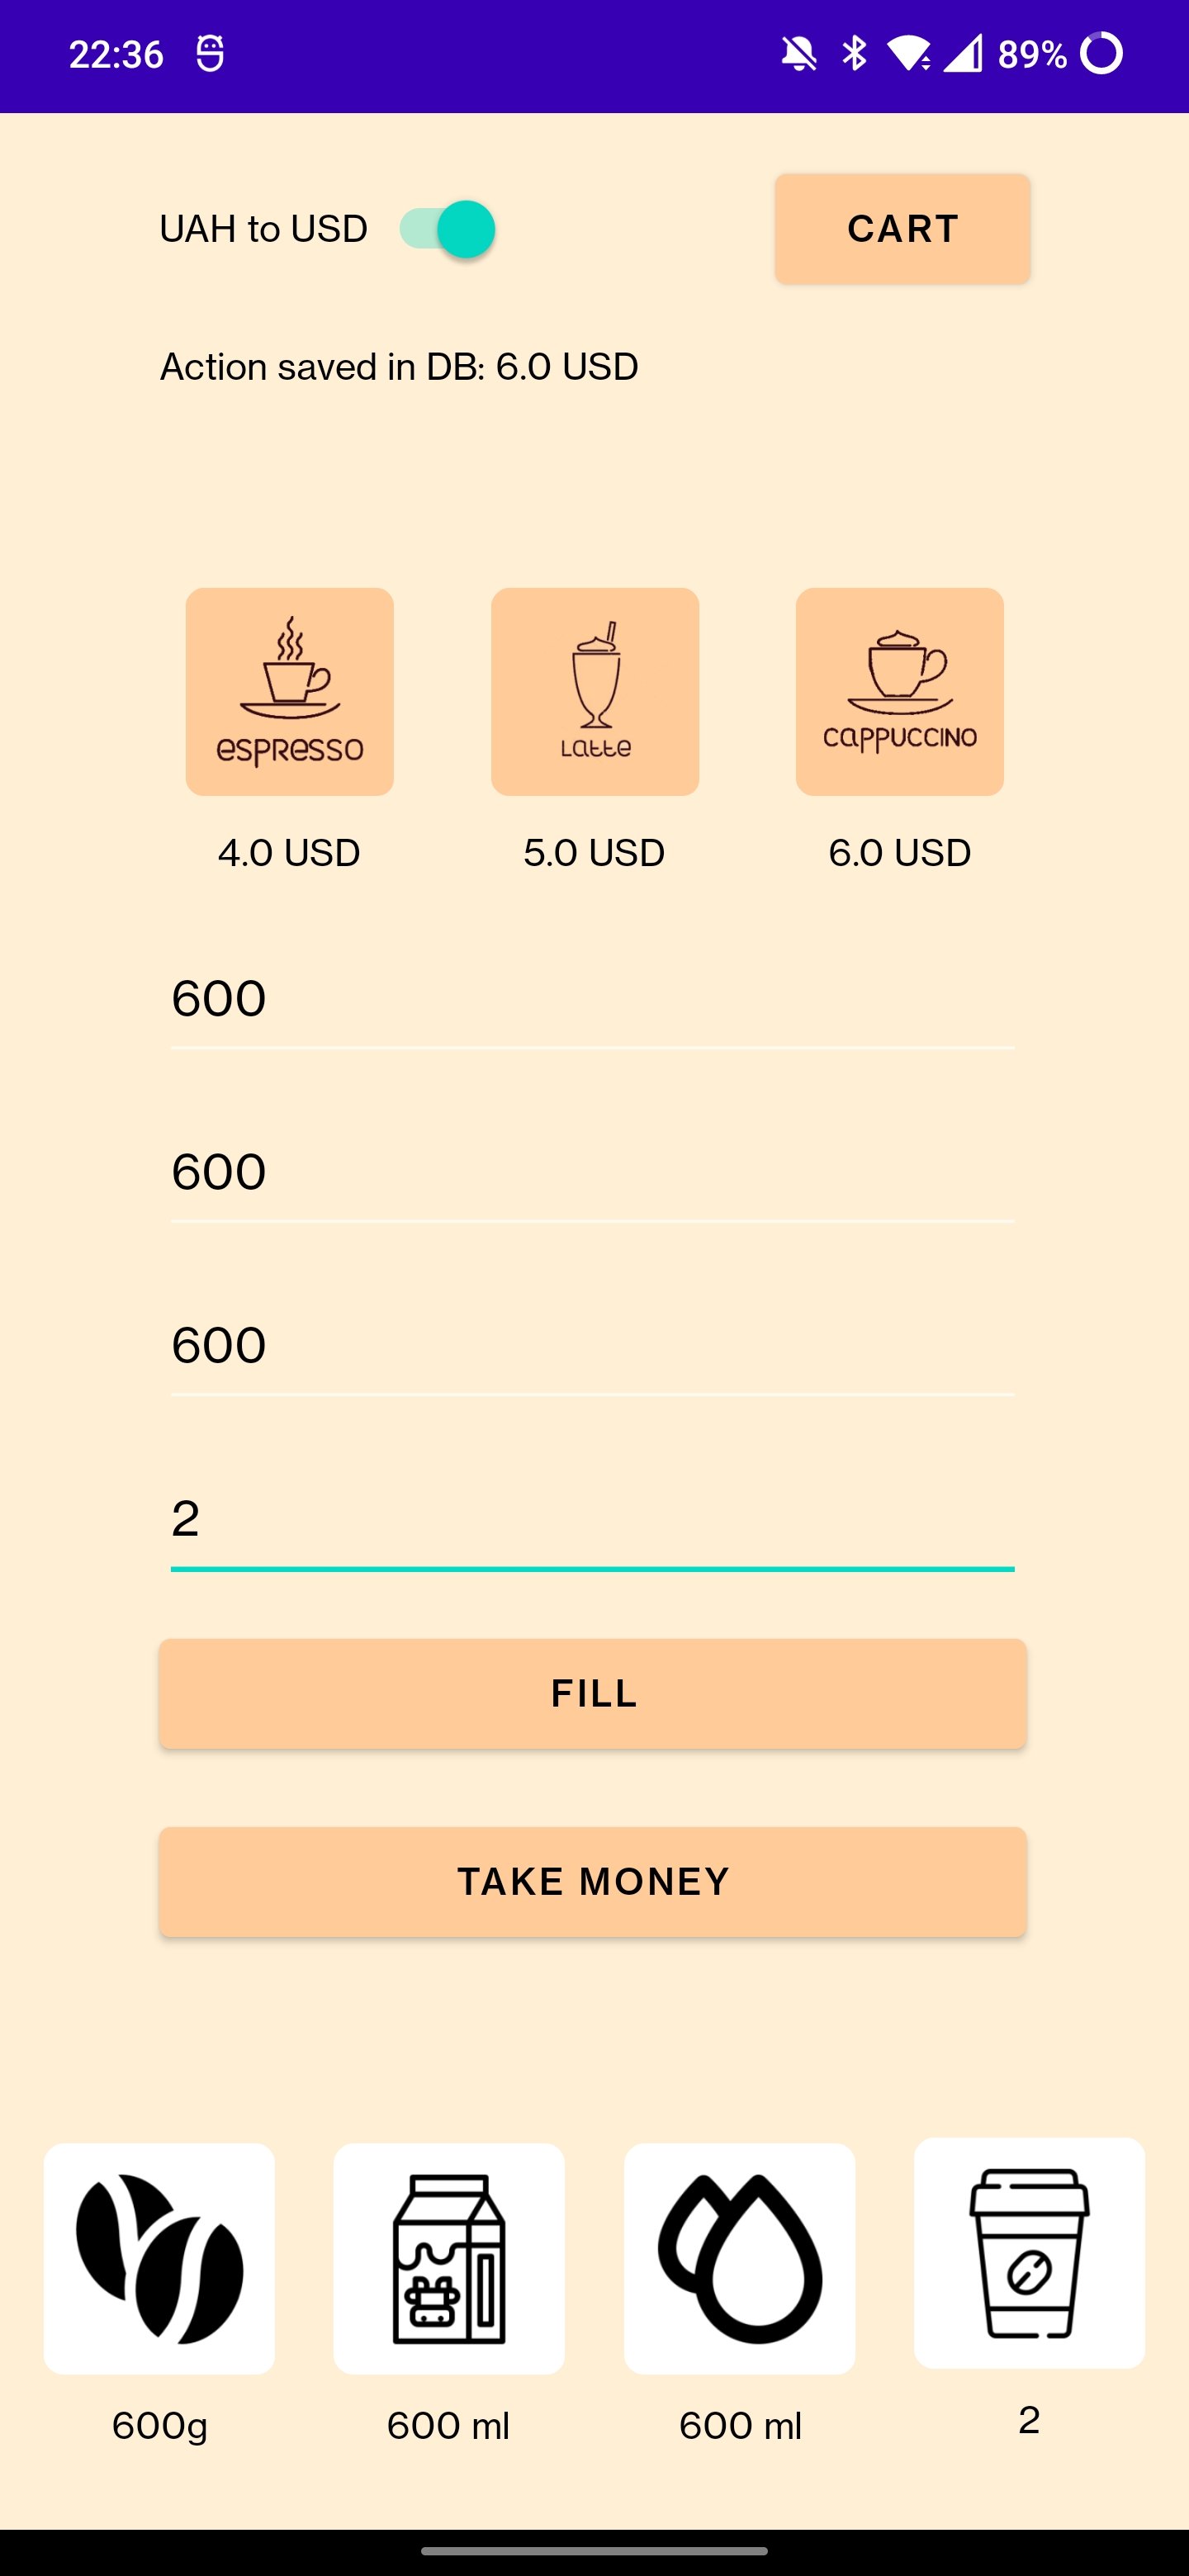 22:36 89%
UAH to USD CART
Action saved in DB: 6.0 USD
espresso Latte cappuccino
4.0 USD 5.0 USD 6.0 USD
600
600
600
2
FILL
TAKE MONEY
600g 600 ml 600 ml 2